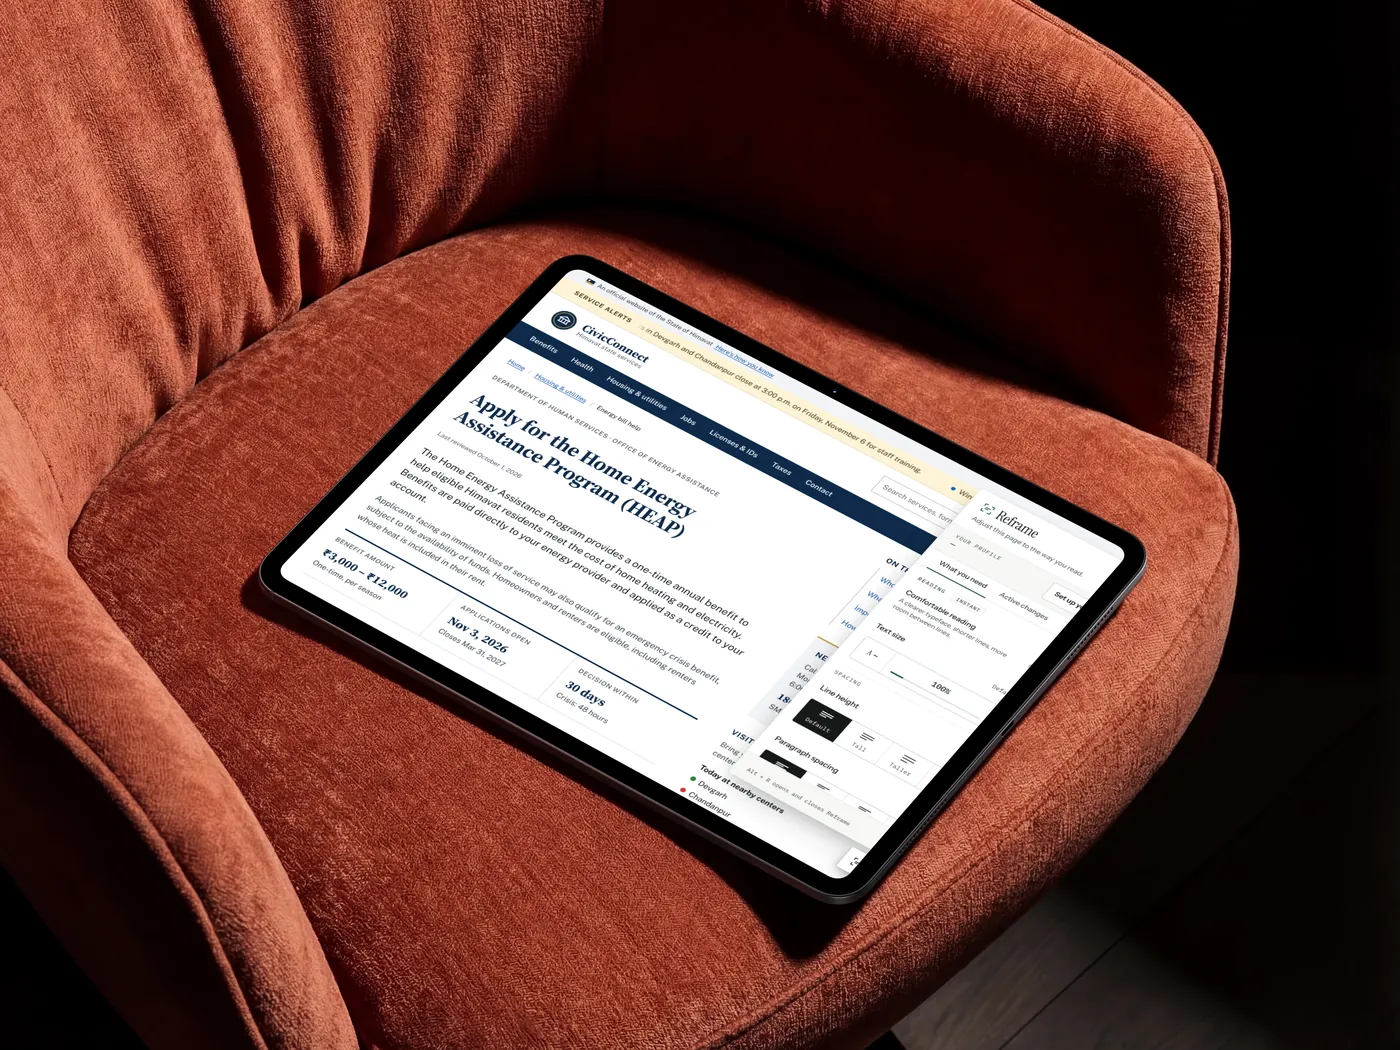 An official website of the State of Himavat Here's how you know
SERVICE ALERTS in Devgarh and Chandanpur close at 3:00 p.m. on Friday, November 6 for staff training.
CivicConnect
Himavat state services
Search services,
Benefits Health Housing & utilities Jobs Licenses & IDs Taxes Contact
Home / Housing & utilities / Energy bill help
DEPARTMENT OF HUMAN SERVICES · OFFICE OF ENERGY ASSISTANCE
Apply for the Home Energy
Assistance Program (HEAP)
Last reviewed October 1, 2026
The Home Energy Assistance Program provides a one-time annual benefit to
help eligible Himavat residents meet the cost of home heating and electricity.
Benefits are paid directly to your energy provider and applied as a credit to your
account.
Applicants facing an imminent loss of service may also qualify for an emergency crisis benefit,
subject to the availability of funds. Homeowners and renters are eligible, including renters
whose heat is included in their rent.
BENEFIT AMOUNT
₹3,000 – ₹12,000
One-time, per season
APPLICATIONS OPEN
Nov 3, 2026
Closes Mar 31, 2027
DECISION WITHIN
30 days
Crisis: 48 hours
ON
VISIT
Bring
Today at nearby centers
Devgarh
Chandanpur
Reframe
Adjust this page to the way you read.
YOUR PROFILE
Set up
What you need Active changes
READING INSTANT
Comfortable reading
A clearer typeface, shorter lines, more
room between lines.
Text size
A − 100%
SPACING
Line height
Default Tall Taller
Paragraph spacing
Alt + R opens and closes Reframe